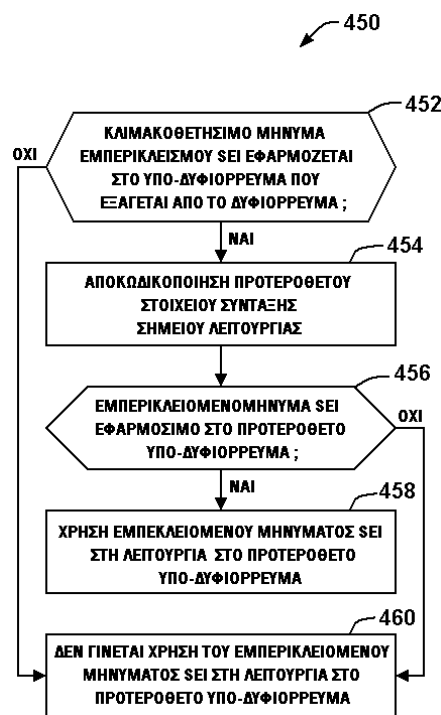 450
452
ΚΛΙΜΑΚΟΘΕΤΗΣΙΜΟ ΜΗΝΥΜΑ
ΕΜΠΕΡΙΚΛΕΙΣΜΟΥ SEI ΕΦΑΡΜΟΖΕΤΑΙ
ΣΤΟ ΥΠΟ-ΔΥΦΙΟΡΡΕΥΜΑ ΠΟΥ
ΕΞΑΓΕΤΑΙ ΑΠΟ ΤΟ ΔΥΦΙΟΡΡΕΥΜΑ ;
ΟΧΙ
ΝΑΙ
454
ΑΠΟΚΩΔΙΚΟΠΟΙΗΣΗ ΠΡΟΤΕΡΟΘΕΤΟΥ
ΣΤΟΙΧΕΙΟΥ ΣΥΝΤΑΞΗΣ
ΣΗΜΕΙΟΥ ΛΕΙΤΟΥΡΓΙΑΣ
456
ΕΜΠΕΡΙΚΛΕΙΟΜΕΝΟΜΗΝΥΜΑ SEI
ΕΦΑΡΜΟΣΙΜΟ ΣΤΟ ΠΡΟΤΕΡΟΘΕΤΟ
ΥΠΟ-ΔΥΦΙΟΡΡΕΥΜΑ ;
ΟΧΙ
ΝΑΙ
458
ΧΡΗΣΗ ΕΜΠΕΚΛΕΙΟΜΕΝΟΥ ΜΗΝΥΜΑΤΟΣ SEI
ΣΤΗ ΛΕΙΤΟΥΡΓΙΑ ΣΤΟ ΠΡΟΤΕΡΟΘΕΤΟ
ΥΠΟ-ΔΥΦΙΟΡΡΕΥΜΑ
460
ΔΕΝ ΓΙΝΕΤΑΙ ΧΡΗΣΗ ΤΟΥ ΕΜΠΕΡΙΚΛΕΙΟΜΕΝΟΥ
ΜΗΝΥΜΑΤΟΣ SEI ΣΤΗ ΛΕΙΤΟΥΡΓΙΑ ΣΤΟ
ΠΡΟΤΕΡΟΘΕΤΟ ΥΠΟ-ΔΥΦΙΟΡΡΕΥΜΑ